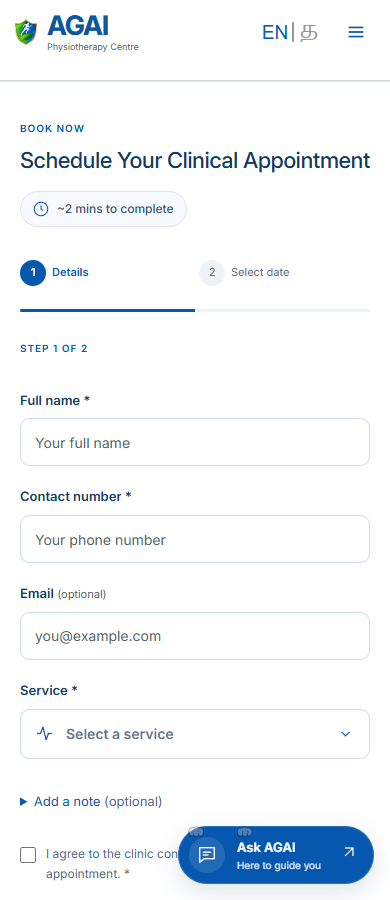 AGAI
Physiotherapy Centre
EN | த
BOOK NOW
Schedule Your Clinical Appointment
~2 mins to complete
1 Details
2 Select date
STEP 1 OF 2
Full name *
Your full name
Contact number *
Your phone number
Email (optional)
you@example.com
Service *
Select a service
Add a note (optional)
I agree to the clinic
appointment. *
Ask AGAI
Here to guide you